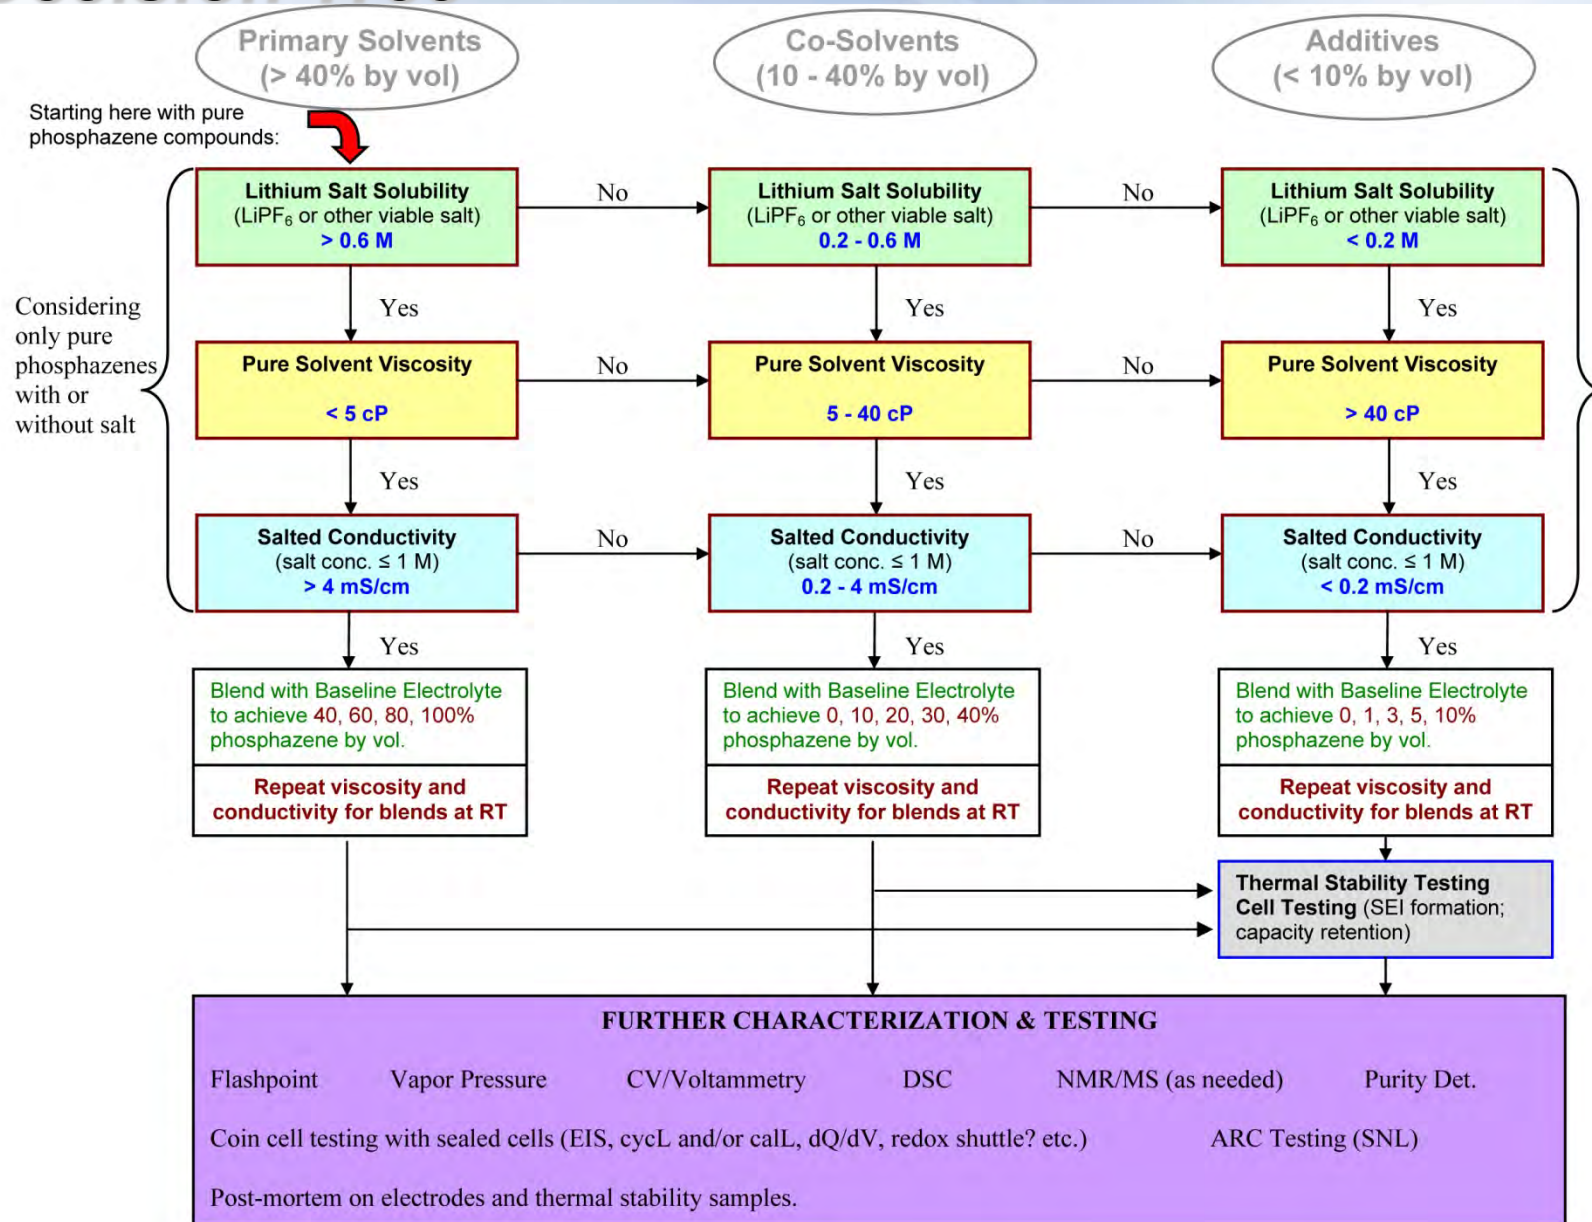 Primary Solvents
(> 40% by vol)
Co-Solvents
(10 - 40% by vol)
Additives
(< 10% by vol)
Starting here with pure
phosphazene compounds:
Lithium Salt Solubility
(LiPF₆ or other viable salt)
> 0.6 M
No
Lithium Salt Solubility
(LiPF₆ or other viable salt)
0.2 - 0.6 M
No
Lithium Salt Solubility
(LiPF₆ or other viable salt)
< 0.2 M
Yes
Yes
Yes
Considering
only pure
phosphazenes
with or
without salt
Pure Solvent Viscosity
< 5 cP
No
Pure Solvent Viscosity
5 - 40 cP
No
Pure Solvent Viscosity
> 40 cP
Yes
Yes
Yes
Salted Conductivity
(salt conc. ≤ 1 M)
> 4 mS/cm
No
Salted Conductivity
(salt conc. ≤ 1 M)
0.2 - 4 mS/cm
No
Salted Conductivity
(salt conc. ≤ 1 M)
< 0.2 mS/cm
Yes
Yes
Yes
Blend with Baseline Electrolyte
to achieve 40, 60, 80, 100%
phosphazene by vol.
Repeat viscosity and
conductivity for blends at RT
Blend with Baseline Electrolyte
to achieve 0, 10, 20, 30, 40%
phosphazene by vol.
Repeat viscosity and
conductivity for blends at RT
Blend with Baseline Electrolyte
to achieve 0, 1, 3, 5, 10%
phosphazene by vol.
Repeat viscosity and
conductivity for blends at RT
Thermal Stability Testing
Cell Testing (SEI formation;
capacity retention)
FURTHER CHARACTERIZATION & TESTING
Flashpoint Vapor Pressure CV/Voltammetry DSC NMR/MS (as needed) Purity Det.
Coin cell testing with sealed cells (EIS, cycL and/or calL, dQ/dV, redox shuttle? etc.) ARC Testing (SNL)
Post-mortem on electrodes and thermal stability samples.